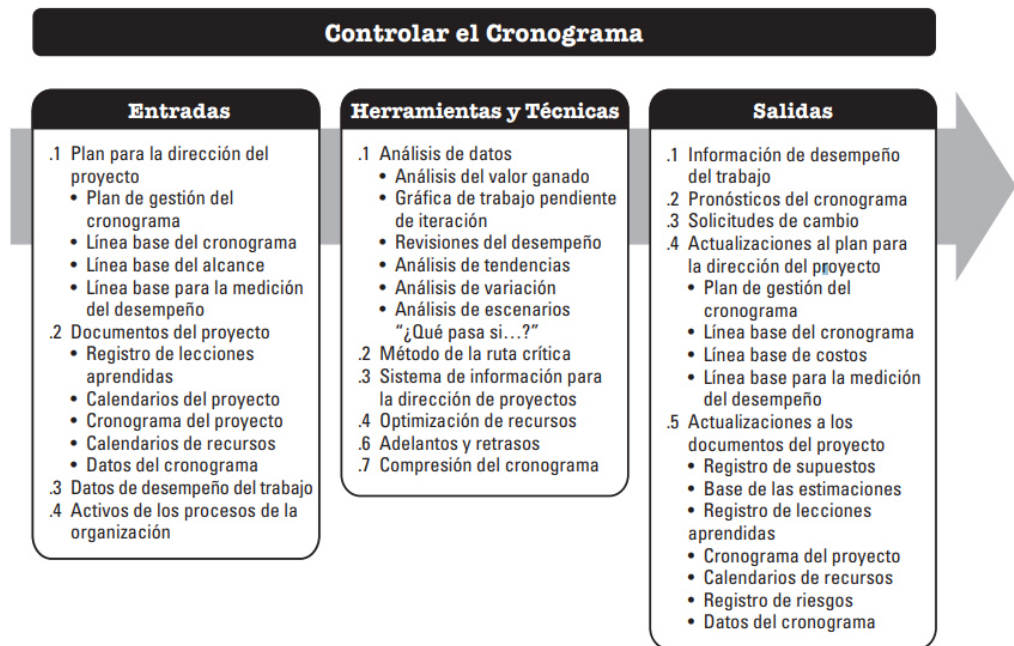 Controlar el Cronograma
Entradas
.1 Plan para la dirección del
proyecto
• Plan de gestión del
cronograma
• Línea base del cronograma
• Línea base del alcance
• Línea base para la medición
del desempeño
.2 Documentos del proyecto
• Registro de lecciones
aprendidas
• Calendarios del proyecto
• Cronograma del proyecto
• Calendarios de recursos
• Datos del cronograma
.3 Datos de desempeño del trabajo
.4 Activos de los procesos de la
organización
Herramientas y Técnicas
.1 Análisis de datos
• Análisis del valor ganado
• Gráfica de trabajo pendiente
de iteración
• Revisiones del desempeño
• Análisis de tendencias
• Análisis de variación
• Análisis de escenarios
“¿Qué pasa si…?”
.2 Método de la ruta crítica
.3 Sistema de información para
la dirección de proyectos
.4 Optimización de recursos
.6 Adelantos y retrasos
.7 Compresión del cronograma
Salidas
.1 Información de desempeño
del trabajo
.2 Pronósticos del cronograma
.3 Solicitudes de cambio
.4 Actualizaciones al plan para
la dirección del proyecto
• Plan de gestión del
cronograma
• Línea base del cronograma
• Línea base de costos
• Línea base para la medición
del desempeño
.5 Actualizaciones a los
documentos del proyecto
• Registro de supuestos
• Base de las estimaciones
• Registro de lecciones
aprendidas
• Cronograma del proyecto
• Calendarios de recursos
• Registro de riesgos
• Datos del cronograma